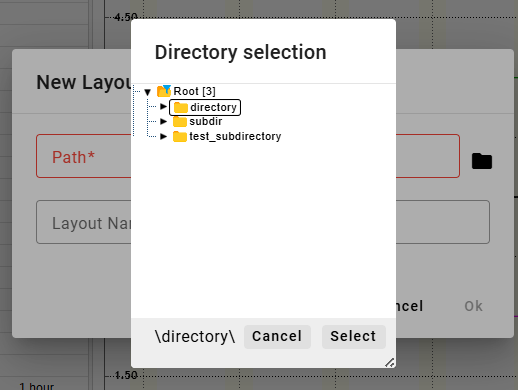 4.50
Directory selection
New Layou
Root [3]
directory
subdir
test_subdirectory
Path*
Layout Nar
ncel
Ok
\directory\
Cancel
Select
1.50
1 hour